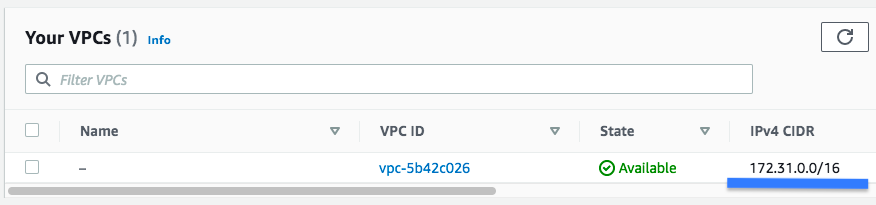 Your VPCs (1) Info
Filter VPCs
Name VPC ID State IPv4 CIDR
– vpc-5b42c026 Available 172.31.0.0/16